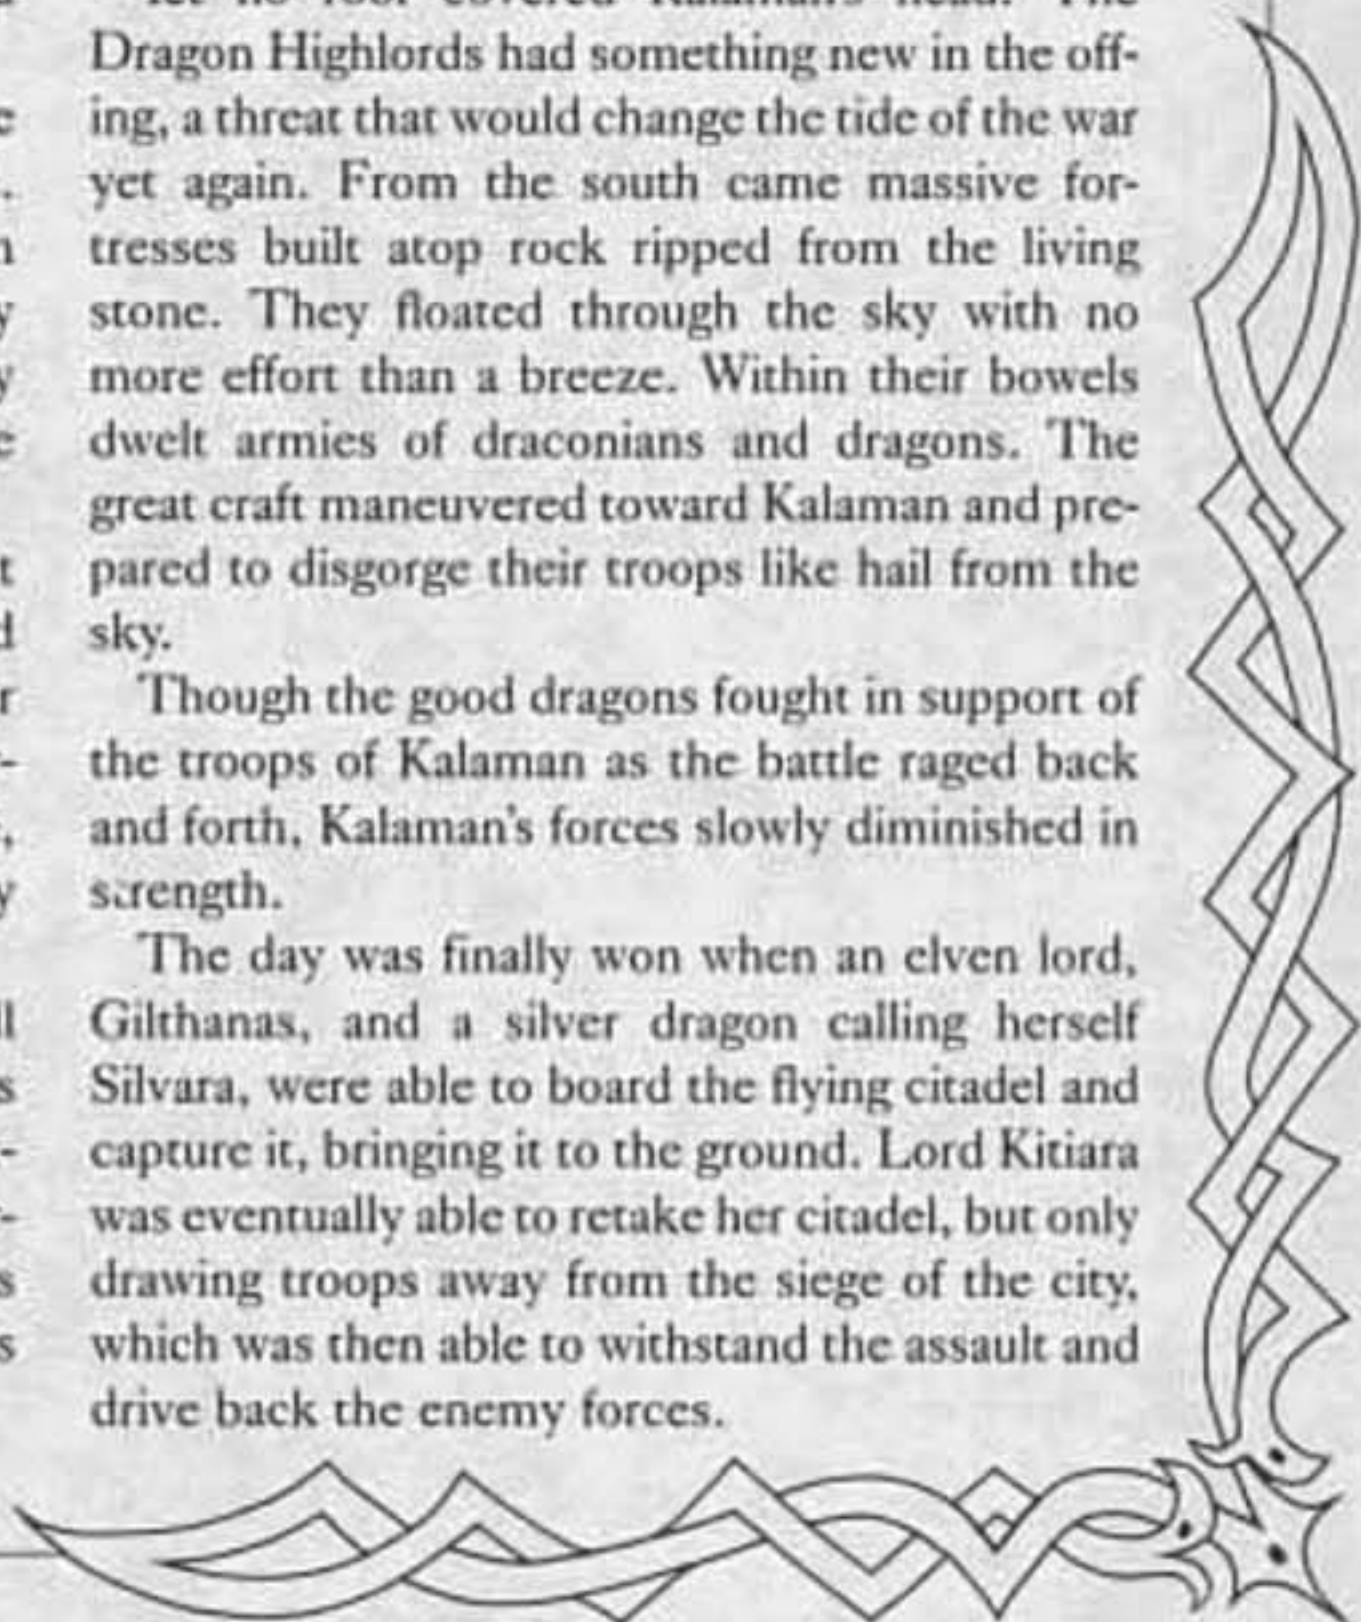 Dragon Highlords had something new in the off-
ing, a threat that would change the tide of the war
yet again. From the south came massive for-
tresses built atop rock ripped from the living
stone. They floated through the sky with no
more effort than a breeze. Within their bowels
dwelt armies of draconians and dragons. The
great craft maneuvered toward Kalaman and pre-
pared to disgorge their troops like hail from the
sky.
Though the good dragons fought in support of
the troops of Kalaman as the battle raged back
and forth, Kalaman's forces slowly diminished in
strength.
The day was finally won when an elven lord,
Gilthanas, and a silver dragon calling herself
Silvara, were able to board the flying citadel and
capture it, bringing it to the ground. Lord Kitiara
was eventually able to retake her citadel, but only
drawing troops away from the siege of the city,
which was then able to withstand the assault and
drive back the enemy forces.